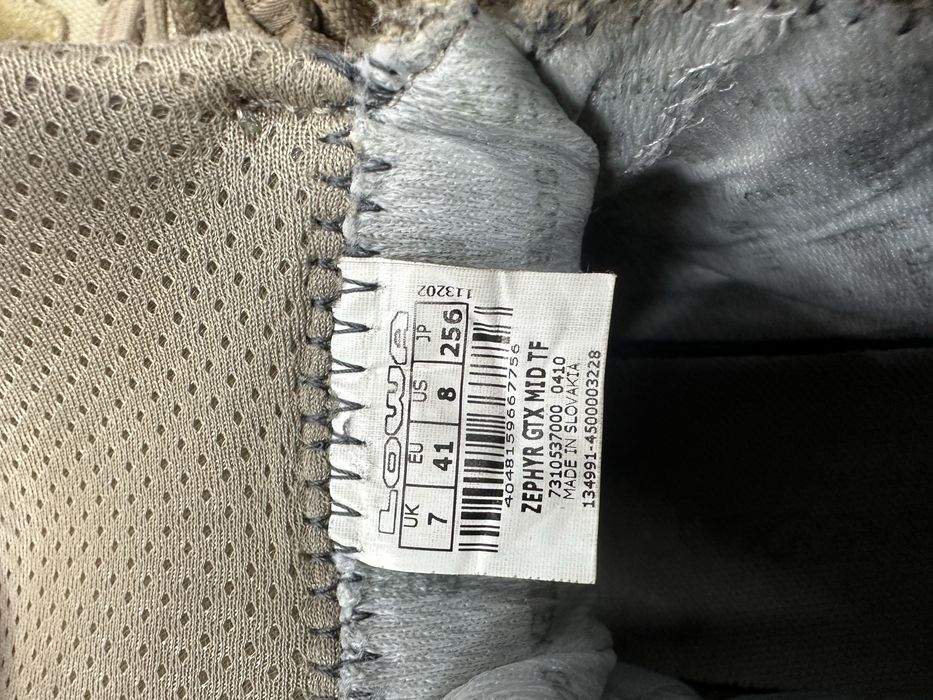 113202
LOWA
UK EU US JP
7 41 8 256
4048159667756
ZEPHYR GTX MID TF
7310537000 0410
MADE IN SLOVAKIA
134991-4500003228